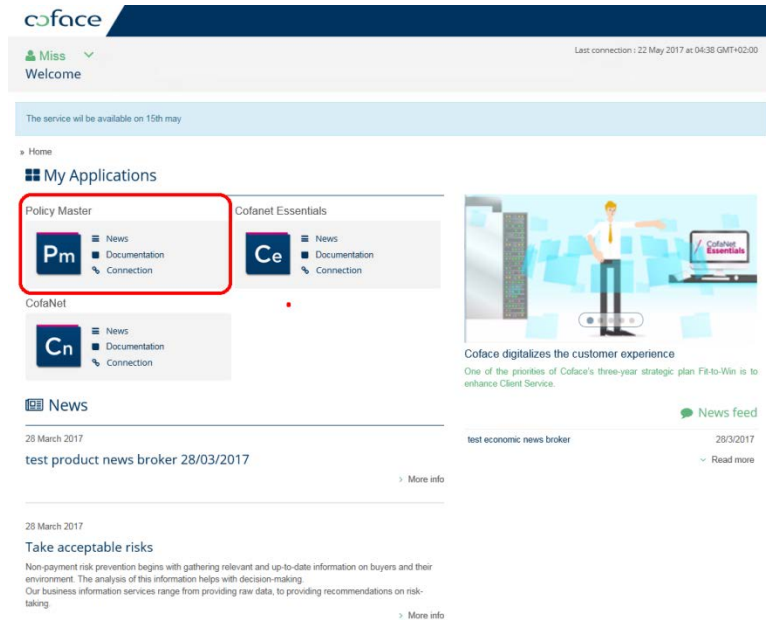 coface
Miss
Last connection : 22 May 2017 at 04:38 GMT+02:00
Welcome
The service wil be available on 15th may
» Home
My Applications
Policy Master
Pm
News
Documentation
Connection
Cofanet Essentials
Ce
News
Documentation
Connection
CofaNet
Cn
News
Documentation
Connection
CofaNet
Essentials
Coface digitalizes the customer experience
One of the priorities of Coface's three-year strategic plan Fit-to-Win is to
enhance Client Service.
News feed
test economic news broker 28/3/2017
Read more
News
28 March 2017
test product news broker 28/03/2017
> More info
28 March 2017
Take acceptable risks
Non-payment risk prevention begins with gathering relevant and up-to-date information on buyers and their
environment. The analysis of this information helps with decision-making.
Our business information services range from providing raw data, to providing recommendations on risk-
taking.
> More info